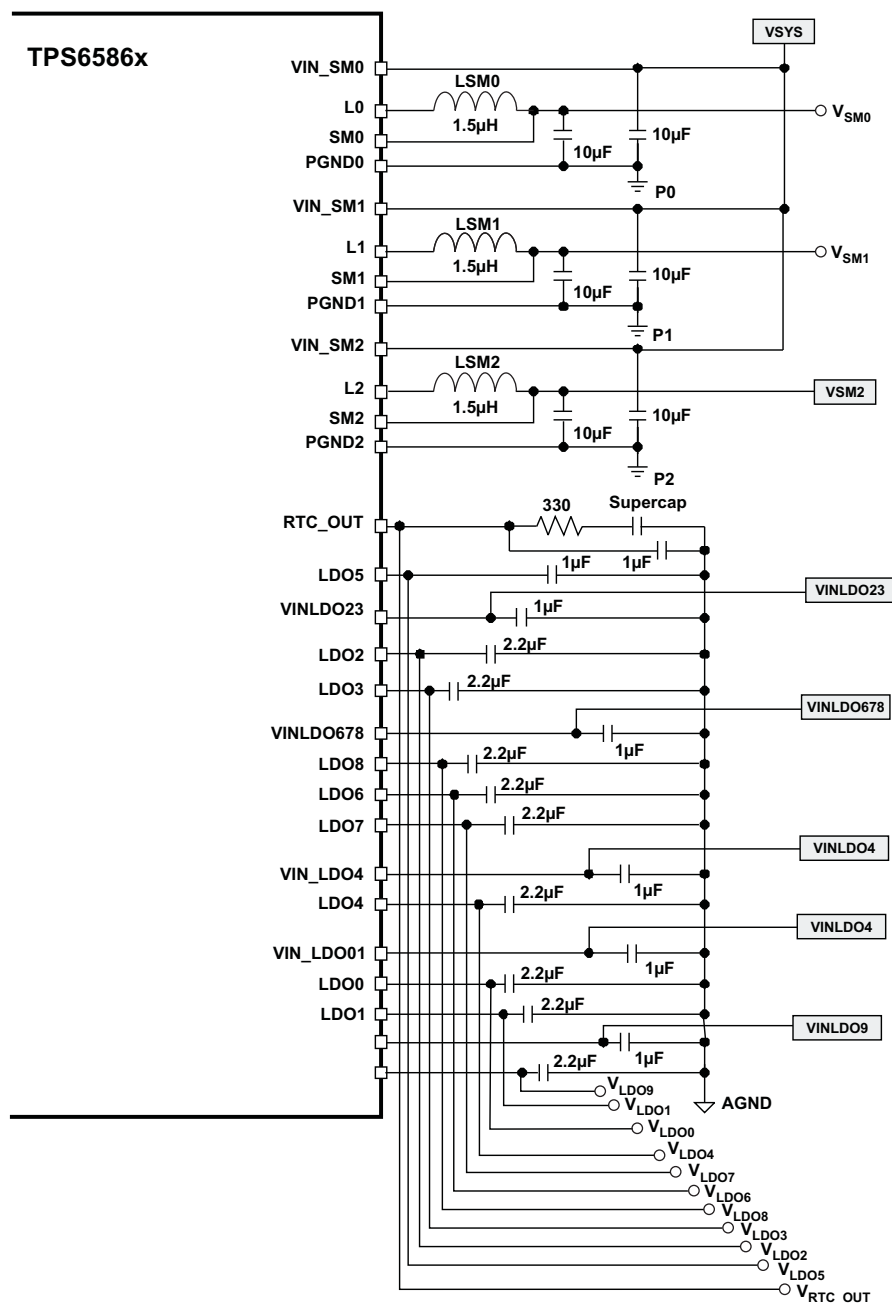 VSYS
TPS6586x
VIN_SM0
LSM0
L0
1.5µH
VSM0
SM0
10µF
10µF
PGND0
P0
VIN_SM1
LSM1
L1
1.5µH
VSM1
SM1
10µF
10µF
PGND1
P1
VIN_SM2
LSM2
L2
1.5µH
VSM2
SM2
10µF
10µF
PGND2
P2
RTC_OUT
330
Supercap
1µF
1µF
LDO5
VINLDO23
VINLDO23
1µF
LDO2
2.2µF
LDO3
2.2µF
VINLDO678
VINLDO678
1µF
LDO8
2.2µF
LDO6
2.2µF
LDO7
2.2µF
VINLDO4
VIN_LDO4
1µF
LDO4
2.2µF
VINLDO4
VIN_LDO01
1µF
LDO0
2.2µF
LDO1
2.2µF
VINLDO9
1µF
2.2µF
VLDO9
AGND
VLDO1
VLDO0
VLDO4
VLDO7
VLDO6
VLDO8
VLDO3
VLDO2
VLDO5
VRTC_OUT